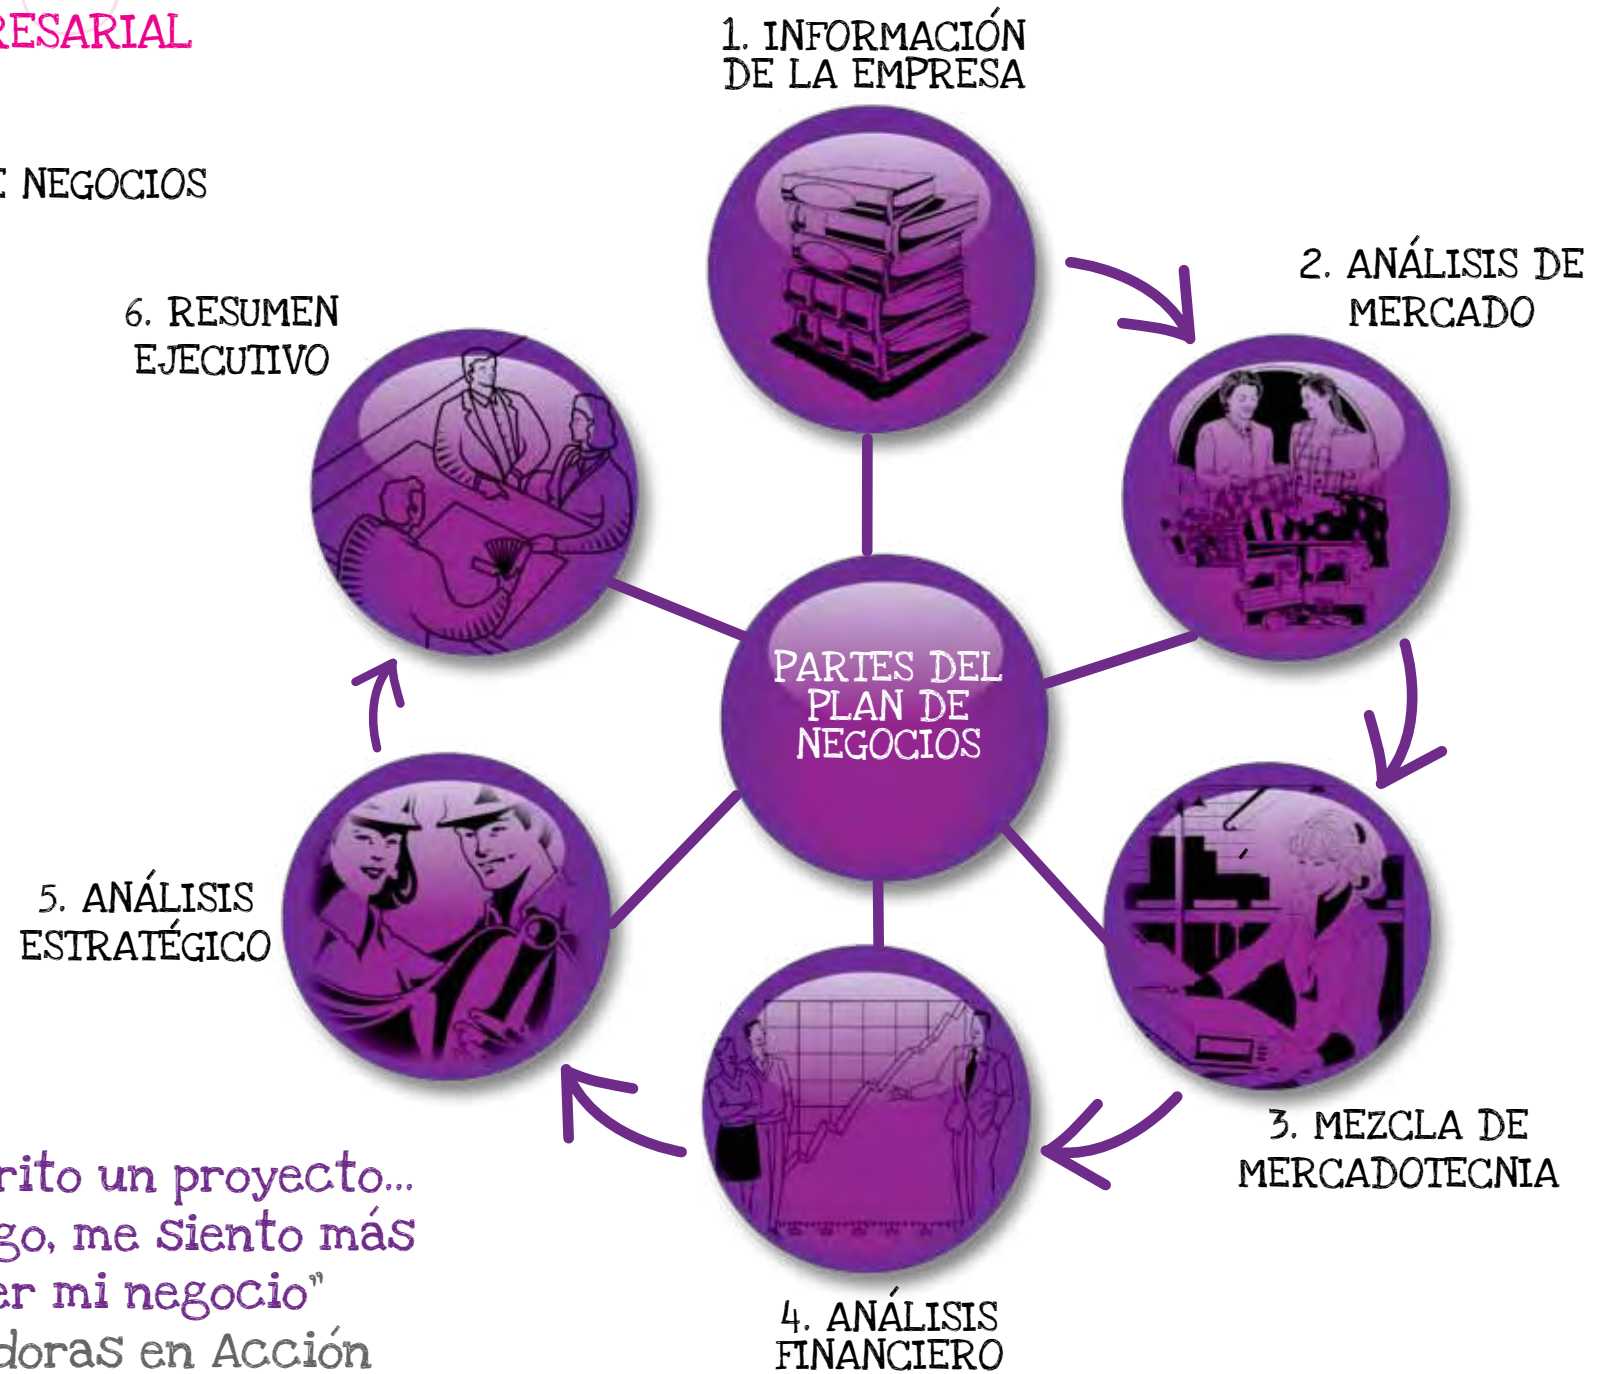 RESARIAL
NEGOCIOS
1. INFORMACIÓN
DE LA EMPRESA
2. ANÁLISIS DE
MERCADO
6. RESUMEN
EJECUTIVO
PARTES DEL
PLAN DE
NEGOCIOS
5. ANÁLISIS
ESTRATÉGICO
3. MEZCLA DE
MERCADOTECNIA
4. ANÁLISIS
FINANCIERO
rito un proyecto...
go, me siento más
er mi negocio”
doras en Acción